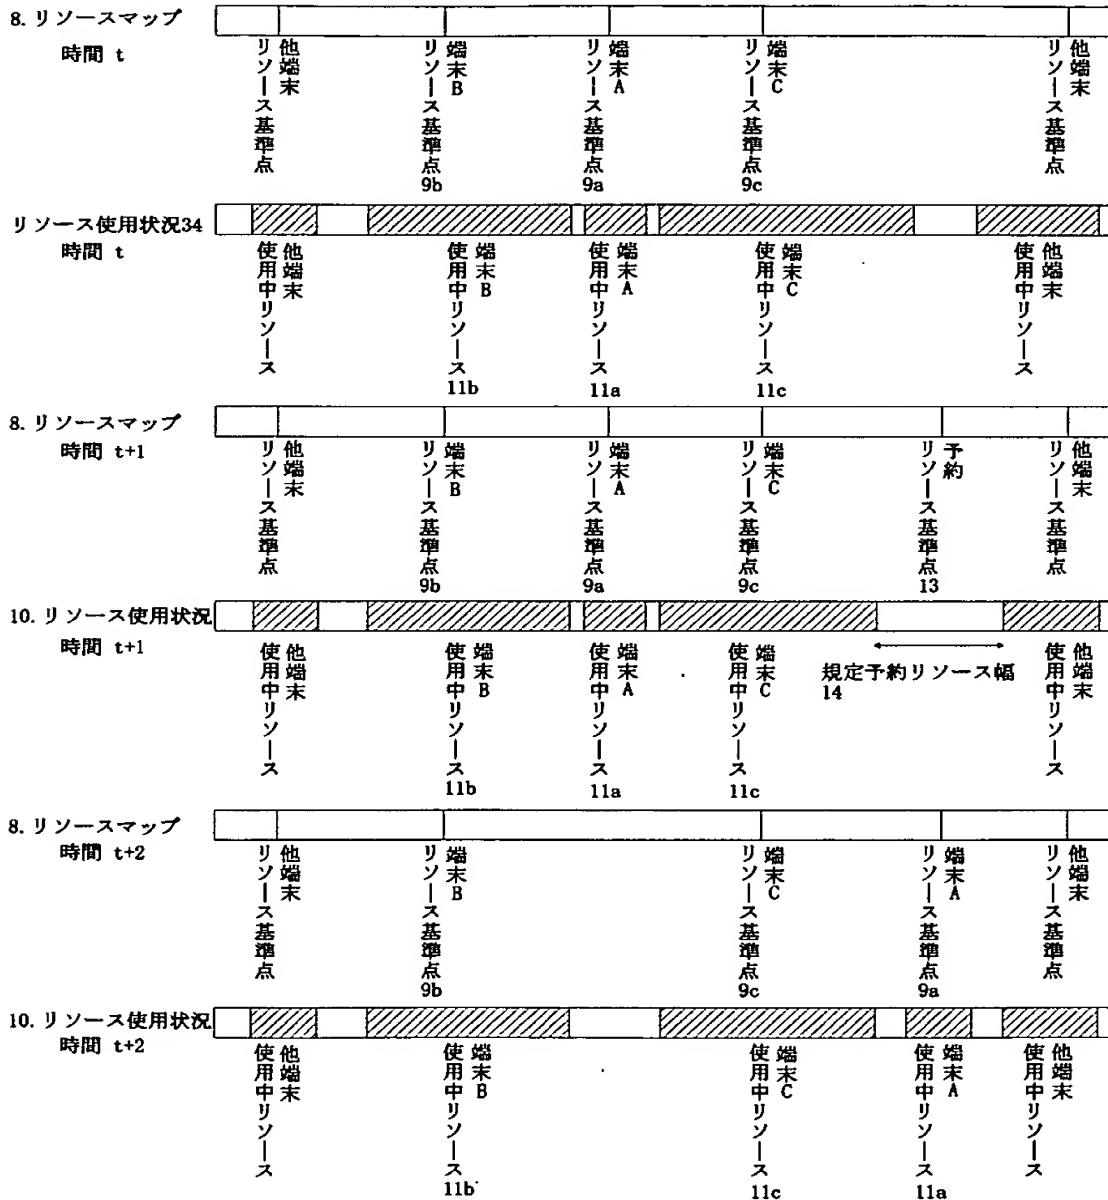 8. リソースマップ
時間 t
他端末
リソース基準点
端末B
リソース基準点
9b
端末A
リソース基準点
9a
端末C
リソース基準点
9c
他端末
リソース基準点
リソース使用状況34
時間 t
他端末
使用中リソース
端末B
使用中リソース
11b
端末A
使用中リソース
11a
端末C
使用中リソース
11c
他端末
使用中リソース
8. リソースマップ
時間 t+1
他端末
リソース基準点
端末B
リソース基準点
9b
端末A
リソース基準点
9a
端末C
リソース基準点
9c
予約
リソース基準点
13
他端末
リソース基準点
10. リソース使用状況
時間 t+1
他端末
使用中リソース
端末B
使用中リソース
11b
端末A
使用中リソース
11a
端末C
使用中リソース
11c
規定予約リソース幅
14
他端末
使用中リソース
8. リソースマップ
時間 t+2
他端末
リソース基準点
端末B
リソース基準点
9b
端末C
リソース基準点
9c
端末A
リソース基準点
9a
他端末
リソース基準点
10. リソース使用状況
時間 t+2
他端末
使用中リソース
端末B
使用中リソース
11b
端末C
使用中リソース
11c
端末A
使用中リソース
11a
他端末
使用中リソース